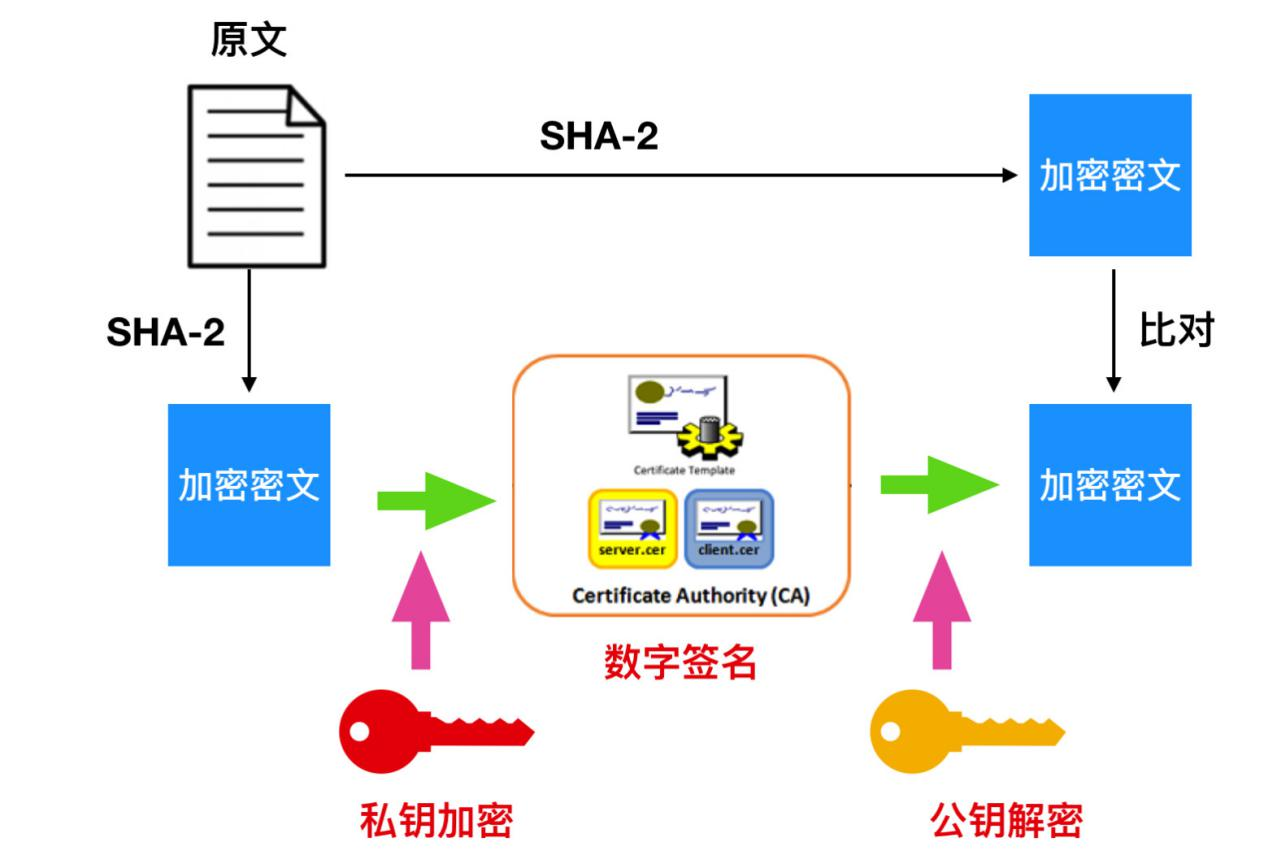 原文
SHA-2
加密密文
SHA-2
比对
加密密文
Certificate Template
server.cer
client.cer
Certificate Authority (CA)
加密密文
数字签名
私钥加密
公钥解密